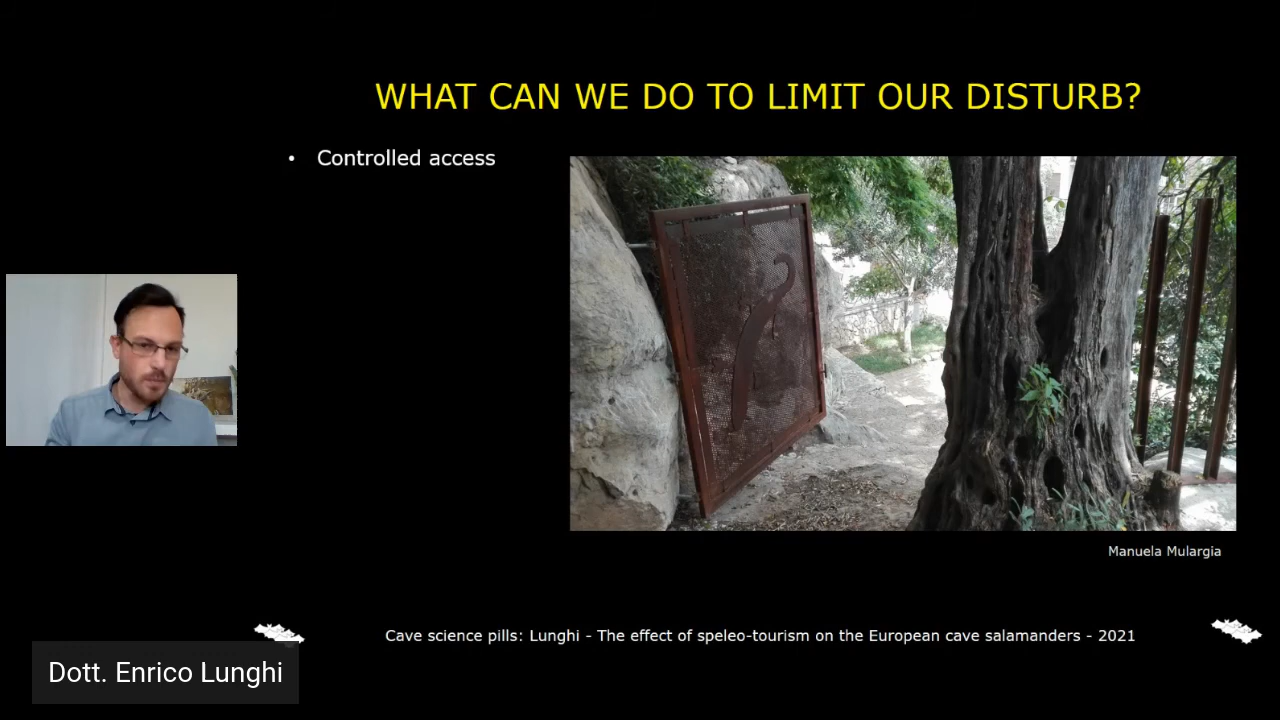 WHAT CAN WE DO TO LIMIT OUR DISTURB?
• Controlled access
Manuela Mulargia
Cave science pills: Lunghi - The effect of speleo-tourism on the European cave salamanders - 2021
Dott. Enrico Lunghi